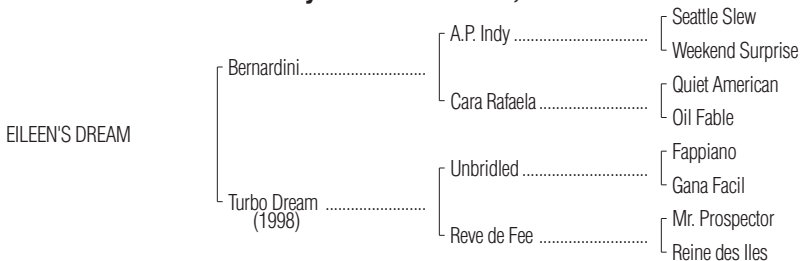 Seattle Slew
A.P. Indy
Weekend Surprise
Bernardini
Quiet American
Cara Rafaela
Oil Fable
EILEEN'S DREAM
Fappiano
Unbridled
Gana Facil
Turbo Dream
(1998)
Mr. Prospector
Reve de Fee
Reine des Iles